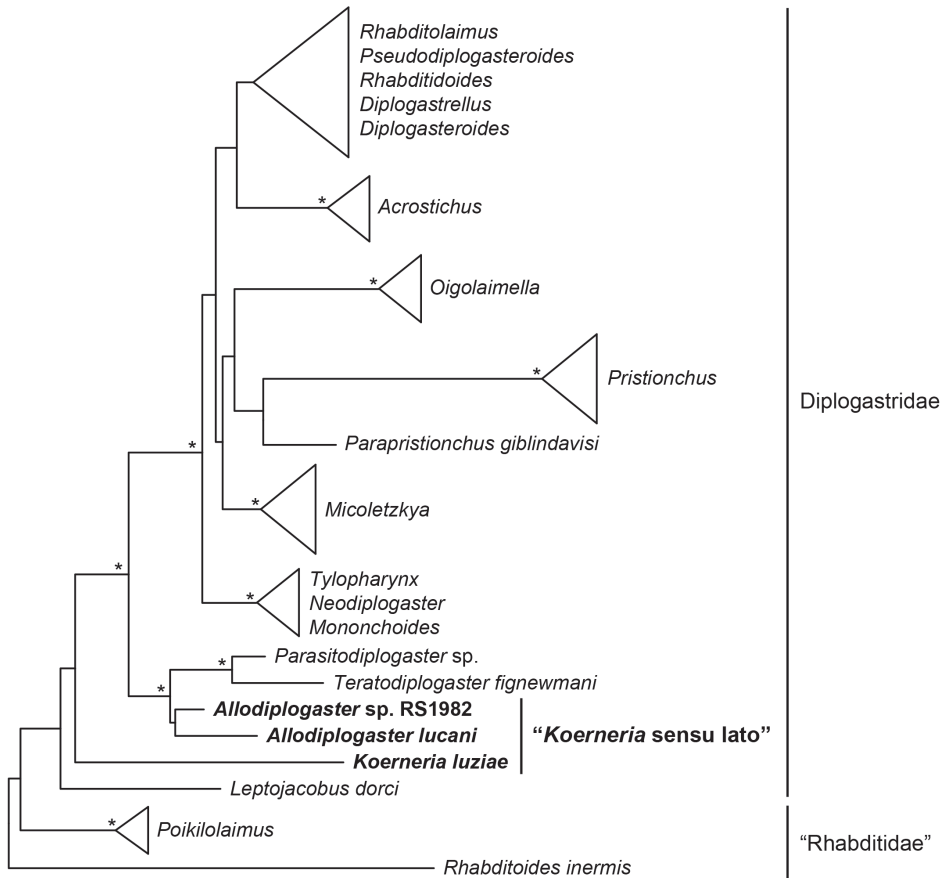 Rhabditolaimus
Pseudodiplogasteroides
Rhabditidoides
Diplogastrellus
Diplogasteroides
*
Acrostichus
*
Oigolaimella
*
Pristionchus
Diplogastridae
*
Parapristionchus giblindavisi
*
Micoletzkya
*
*
Tylopharynx
Neodiplogaster
Mononchoides
*
Parasitodiplogaster sp.
*
Teratodiplogaster fignewmani
Allodiplogaster sp. RS1982
Allodiplogaster lucani
“Koerneria sensu lato”
Koerneria luziae
Leptojacobus dorci
*
Poikilolaimus
“Rhabditidae”
Rhabditoides inermis